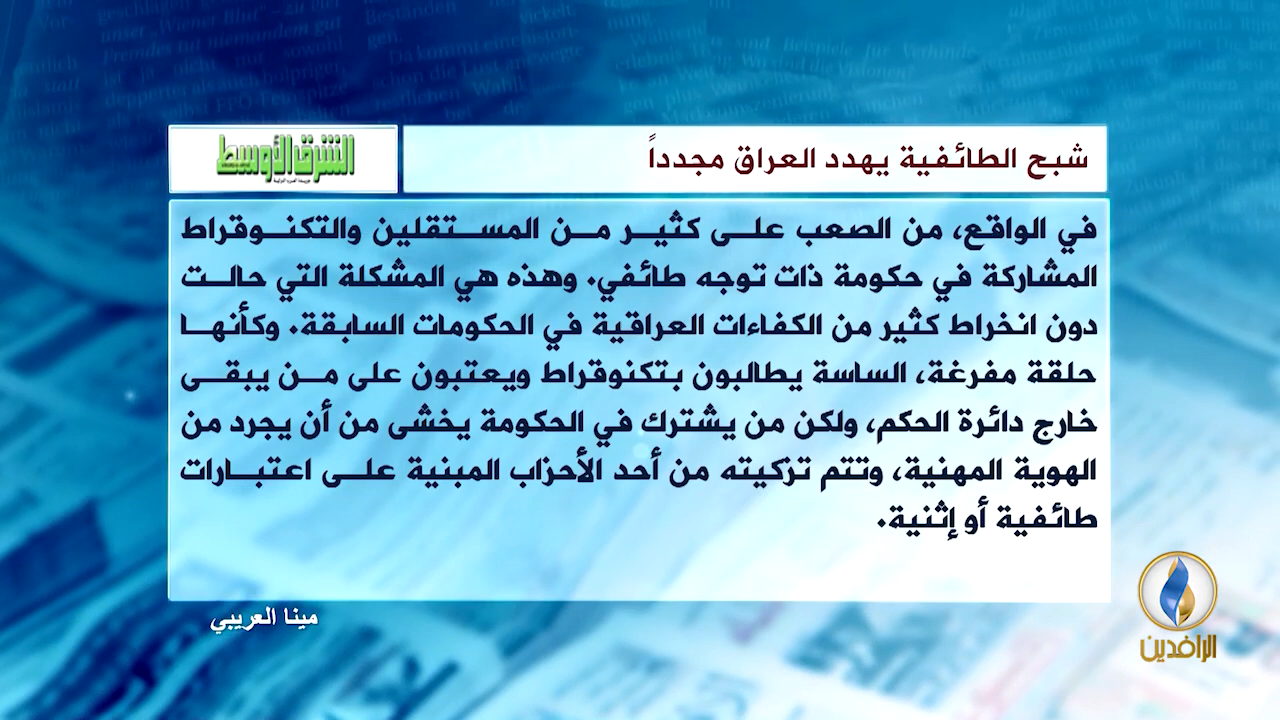 شبح الطائفية يهدد العراق مجدداً
الشرق الأوسط
في الواقع، من الصعب على كثير من المستقلين والتكنوقراط
المشاركة في حكومة ذات توجه طائفي. وهذه هي المشكلة التي حالت
دون انخراط كثير من الكفاءات العراقية في الحكومات السابقة. وكأنها
حلقة مفرغة، الساسة يطالبون بتكنوقراط ويعتبون على من يبقى
خارج دائرة الحكم، ولكن من يشترك في الحكومة يخشى من أن يجرد من
الهوية المهنية، وتتم تزكيته من أحد الأحزاب المبنية على اعتبارات
طائفية أو إثنية.
مينا العريبي
الرافدين